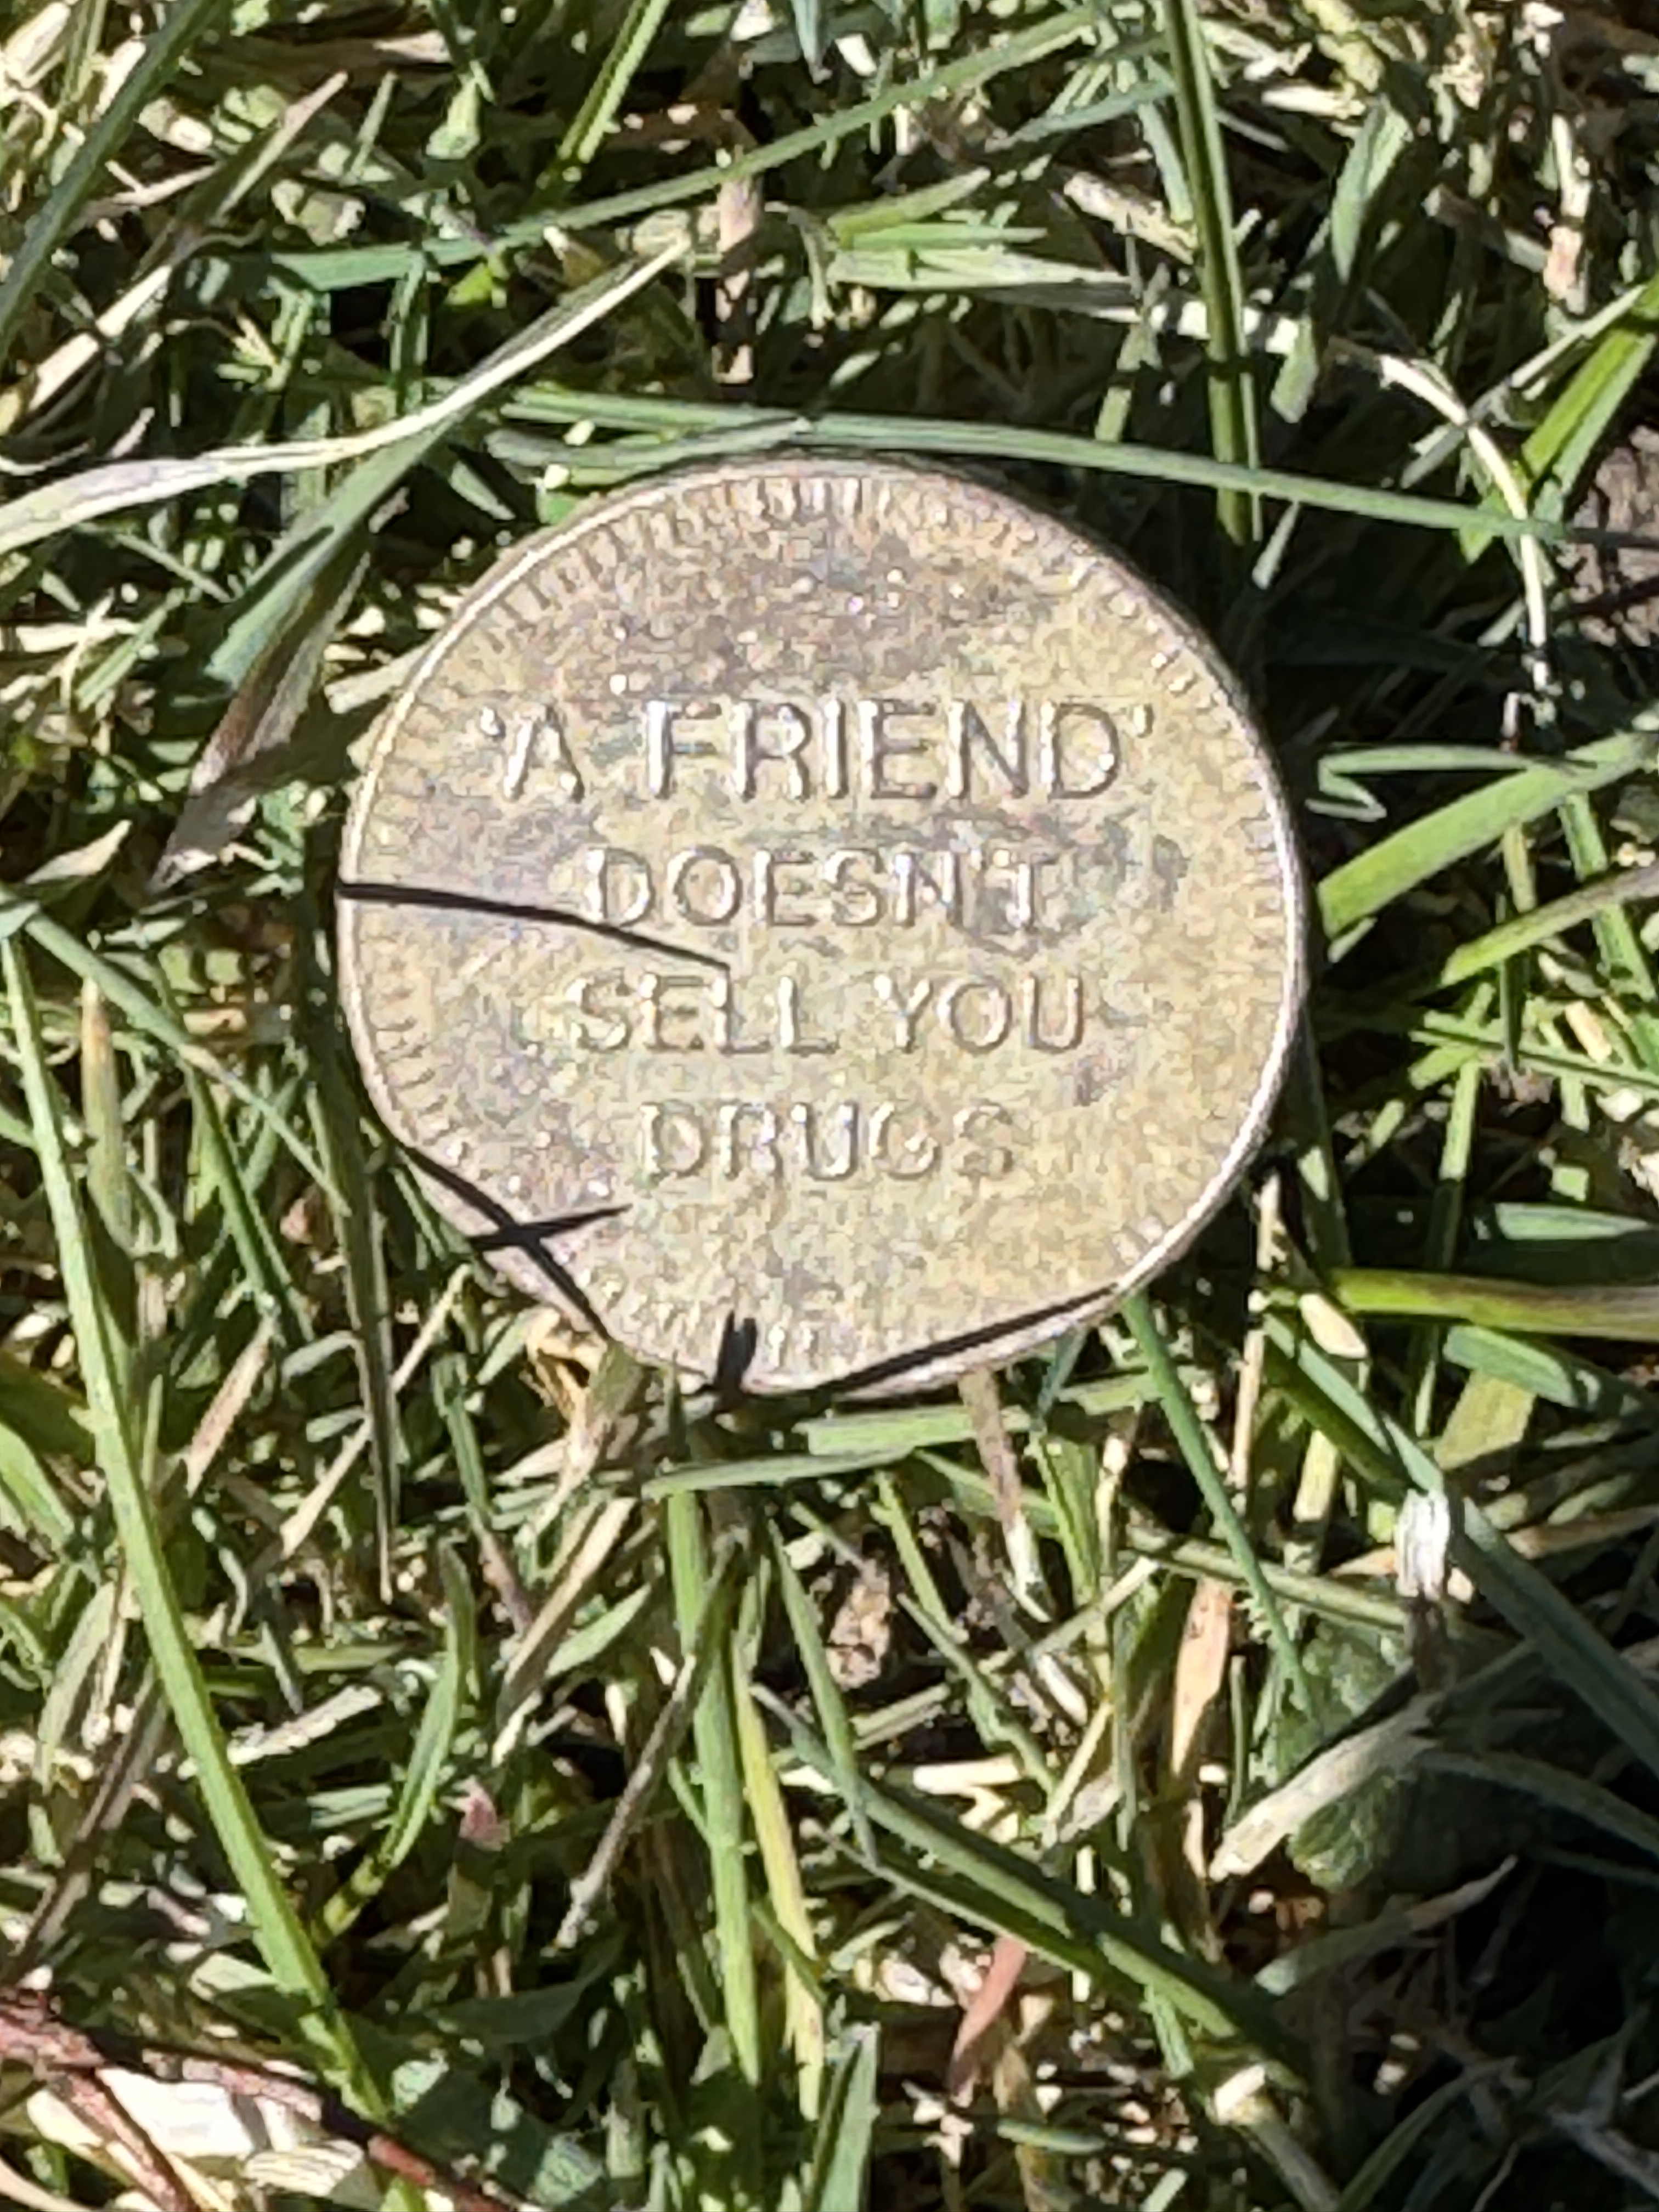 'A FRIEND'
DOESN'T
SELL YOU
DRUGS